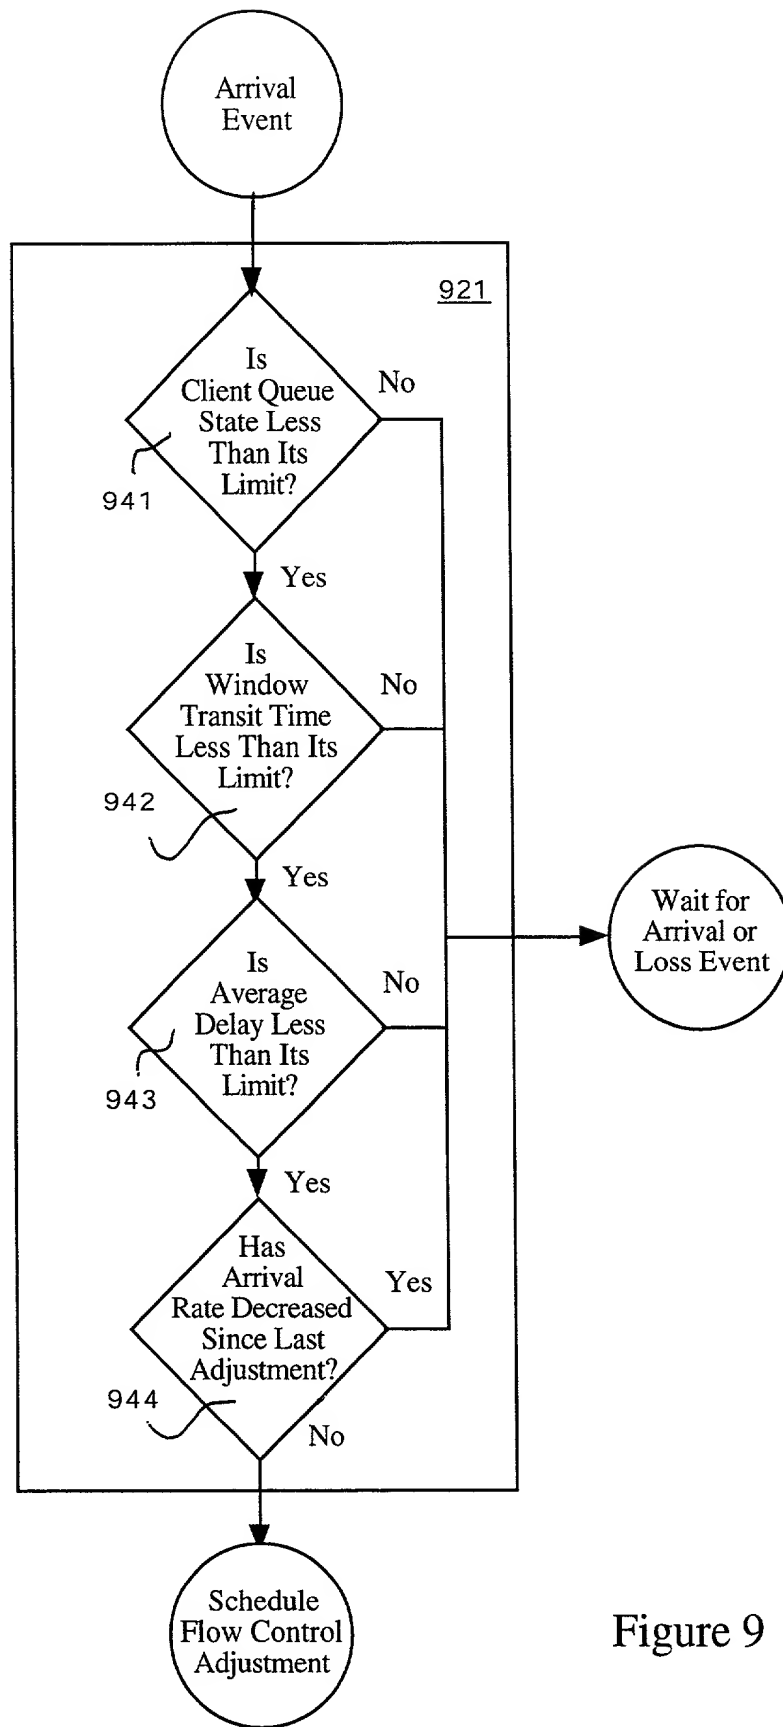 Arrival
Event
921
Is
Client Queue
State Less
Than Its
Limit?
No
941
Yes
Is
Window
Transit Time
Less Than Its
Limit?
No
942
Yes
Is
Average
Delay Less
Than Its
Limit?
No
943
Wait for
Arrival or
Loss Event
Yes
Has
Arrival
Rate Decreased
Since Last
Adjustment?
Yes
944
No
Schedule
Flow Control
Adjustment
Figure 9